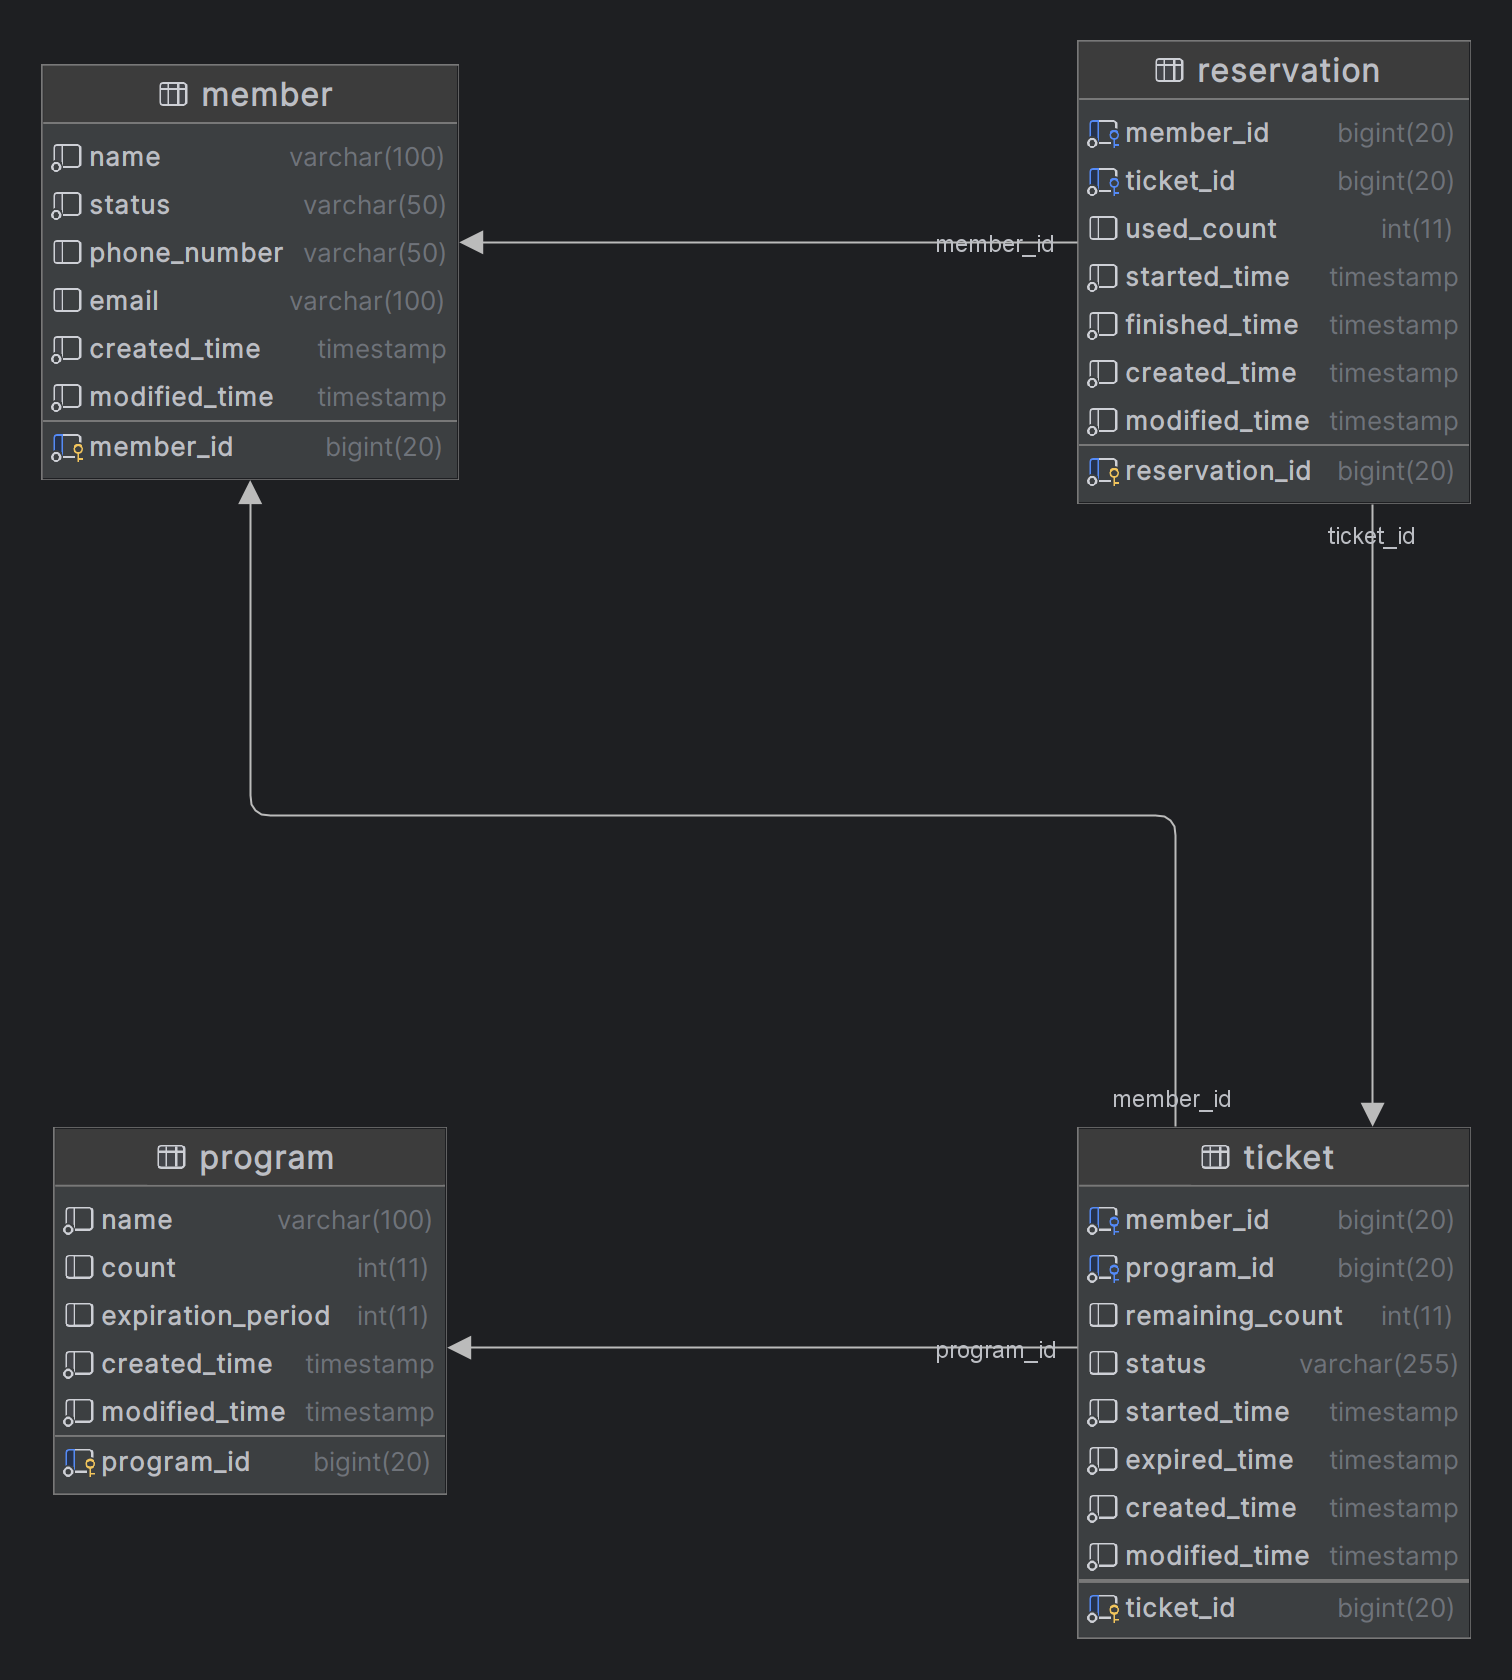 member
name varchar(100)
status varchar(50)
phone_number varchar(50)
email varchar(100)
created_time timestamp
modified_time timestamp
member_id bigint(20)
member_id
reservation
member_id bigint(20)
ticket_id bigint(20)
used_count int(11)
started_time timestamp
finished_time timestamp
created_time timestamp
modified_time timestamp
reservation_id bigint(20)
ticket_id
member_id
program
name varchar(100)
count int(11)
expiration_period int(11)
created_time timestamp
modified_time timestamp
program_id bigint(20)
program_id
ticket
member_id bigint(20)
program_id bigint(20)
remaining_count int(11)
status varchar(255)
started_time timestamp
expired_time timestamp
created_time timestamp
modified_time timestamp
ticket_id bigint(20)